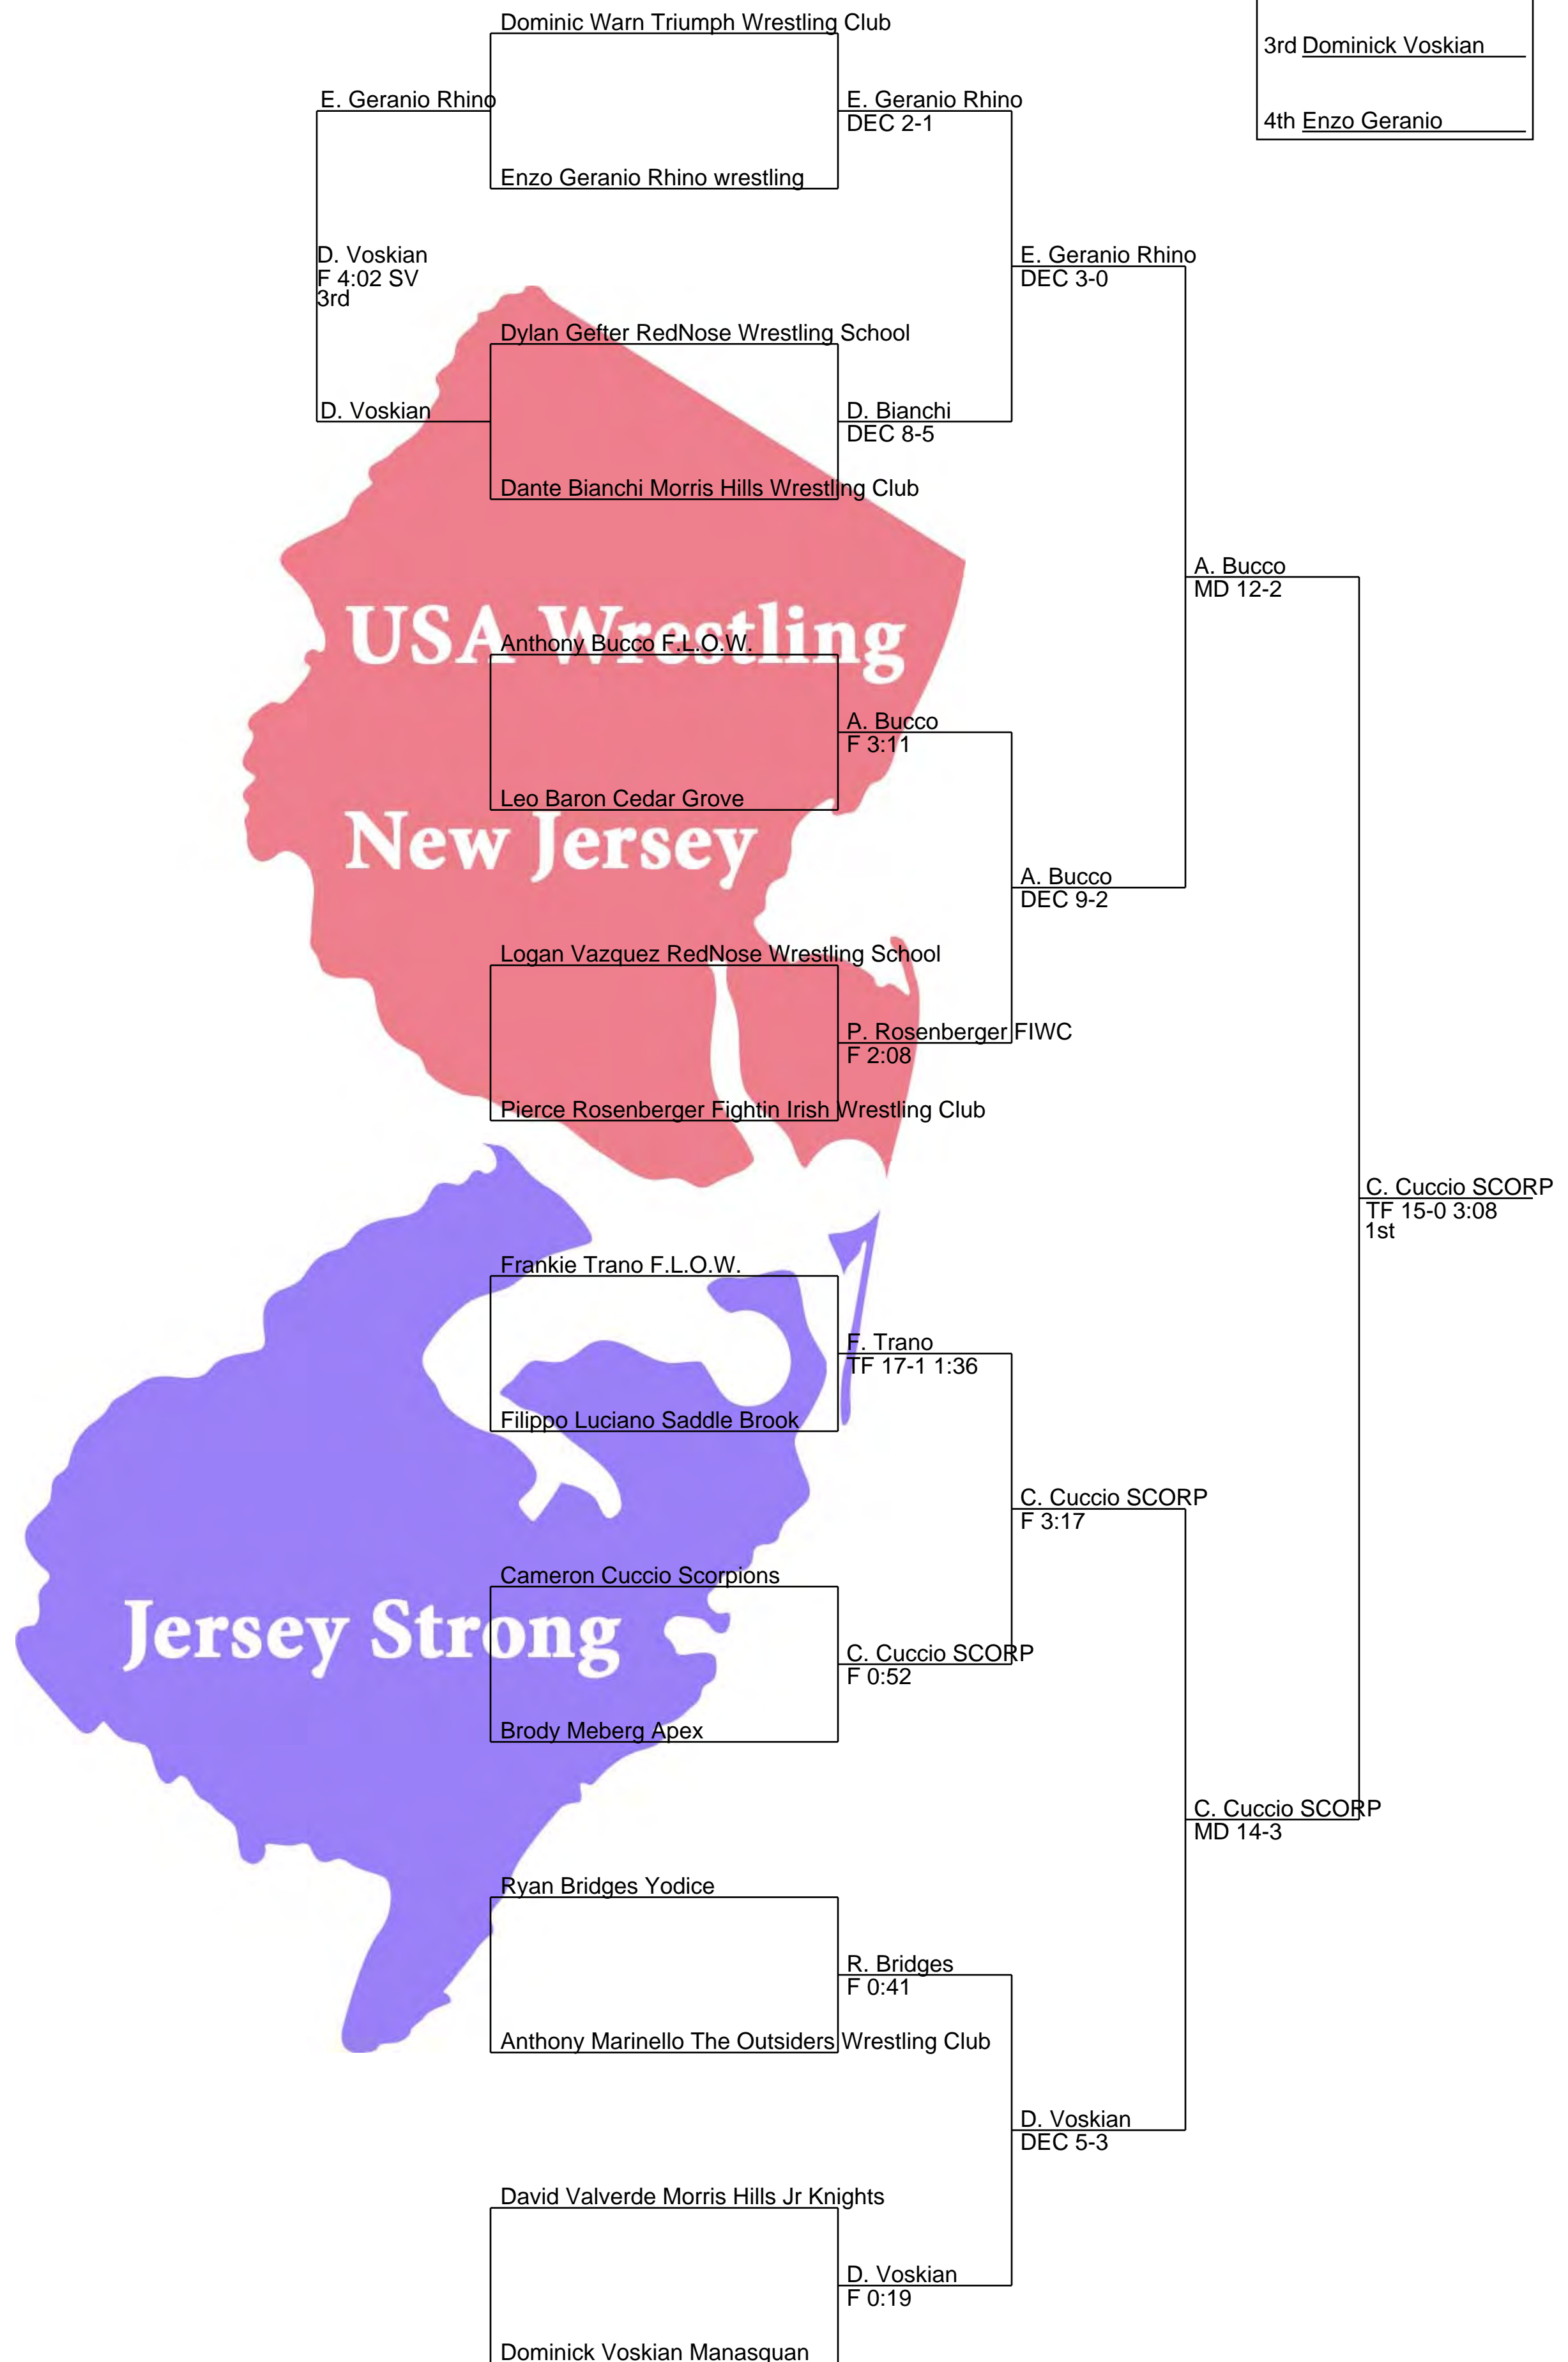 Dominic Warn Triumph Wrestling Club
3rd Dominick Voskian
E. Geranio Rhino
E. Geranio Rhino
DEC 2-1
4th Enzo Geranio
Enzo Geranio Rhino wrestling
D. Voskian
F 4:02 SV
3rd
E. Geranio Rhino
DEC 3-0
Dylan Gefter RedNose Wrestling School
D. Voskian
D. Bianchi
DEC 8-5
Dante Bianchi Morris Hills Wrestling Club
A. Bucco
MD 12-2
USA Wrestling
Anthony Bucco F.L.O.W.
A. Bucco
F 3:11
Leo Baron Cedar Grove
New Jersey
A. Bucco
DEC 9-2
Logan Vazquez RedNose Wrestling School
P. Rosenberger FIWC
F 2:08
Pierce Rosenberger Fightin Irish Wrestling Club
C. Cuccio SCORP
TF 15-0 3:08
1st
Frankie Trano F.L.O.W.
F. Trano
TF 17-1 1:36
Filippo Luciano Saddle Brook
C. Cuccio SCORP
F 3:17
Cameron Cuccio Scorpions
Jersey Strong
C. Cuccio SCORP
F 0:52
Brody Meberg Apex
C. Cuccio SCORP
MD 14-3
Ryan Bridges Yodice
R. Bridges
F 0:41
Anthony Marinello The Outsiders Wrestling Club
D. Voskian
DEC 5-3
David Valverde Morris Hills Jr Knights
D. Voskian
F 0:19
Dominick Voskian Manasquan